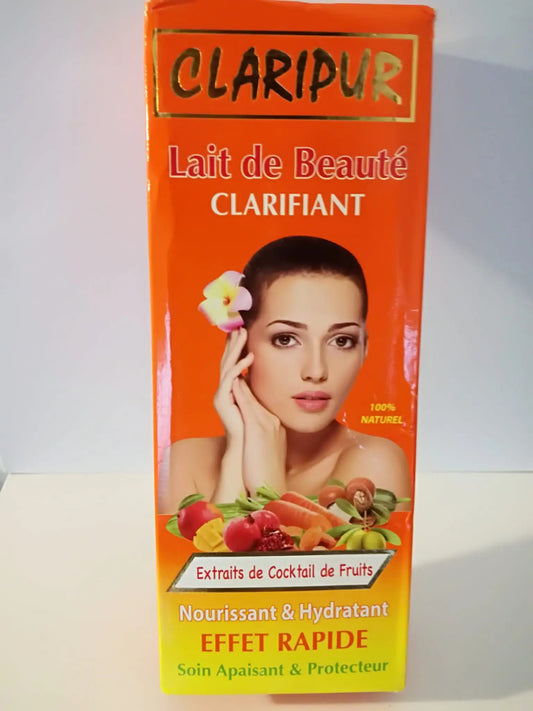 CLARIPUR
Lait de Beauté
CLARIFIANT
100%
NATUREL
Extraits de Cocktail de Fruits
Nourissant & Hydratant
EFFET RAPIDE
Soin Apaisant & Protecteur